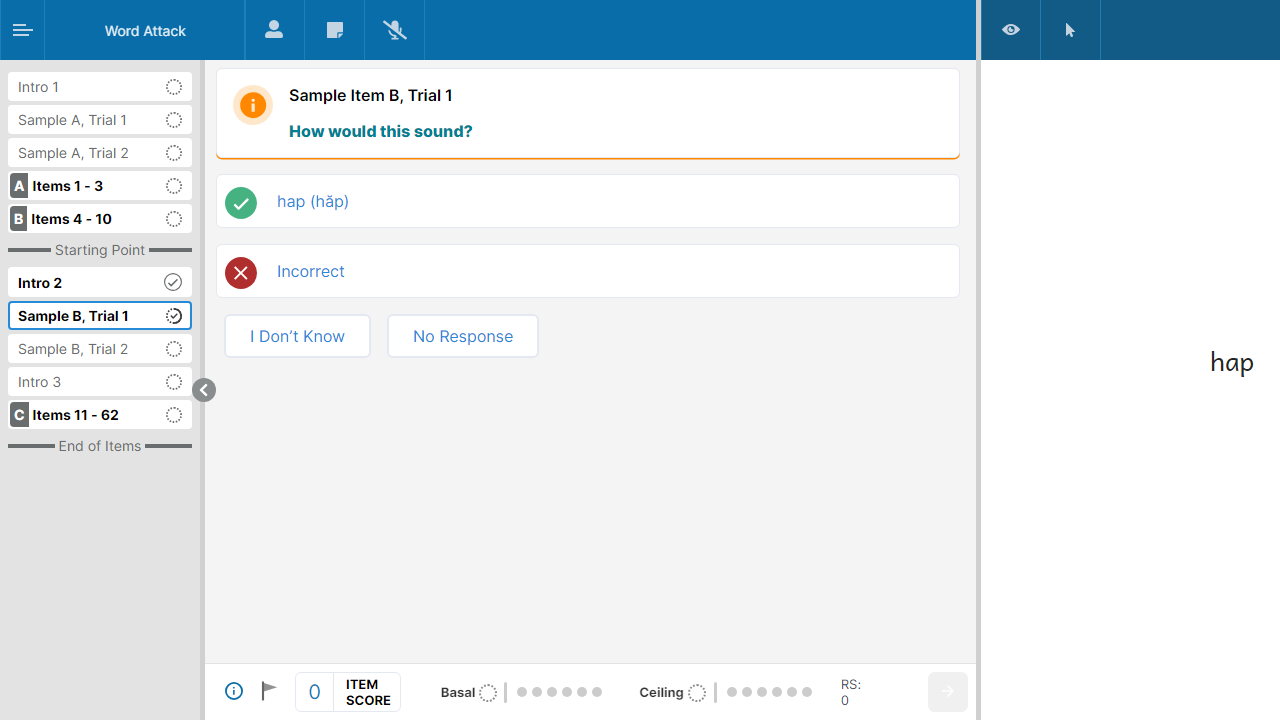 Word Attack
Intro 1
Sample A, Trial 1
Sample A, Trial 2
A Items 1 - 3
B Items 4 - 10
Starting Point
Intro 2
Sample B, Trial 1
Sample B, Trial 2
Intro 3
C Items 11 - 62
End of Items
Sample Item B, Trial 1
How would this sound?
hap (hăp)
Incorrect
I Don’t Know
No Response
hap
0 ITEM
SCORE
Basal
Ceiling
RS:
0